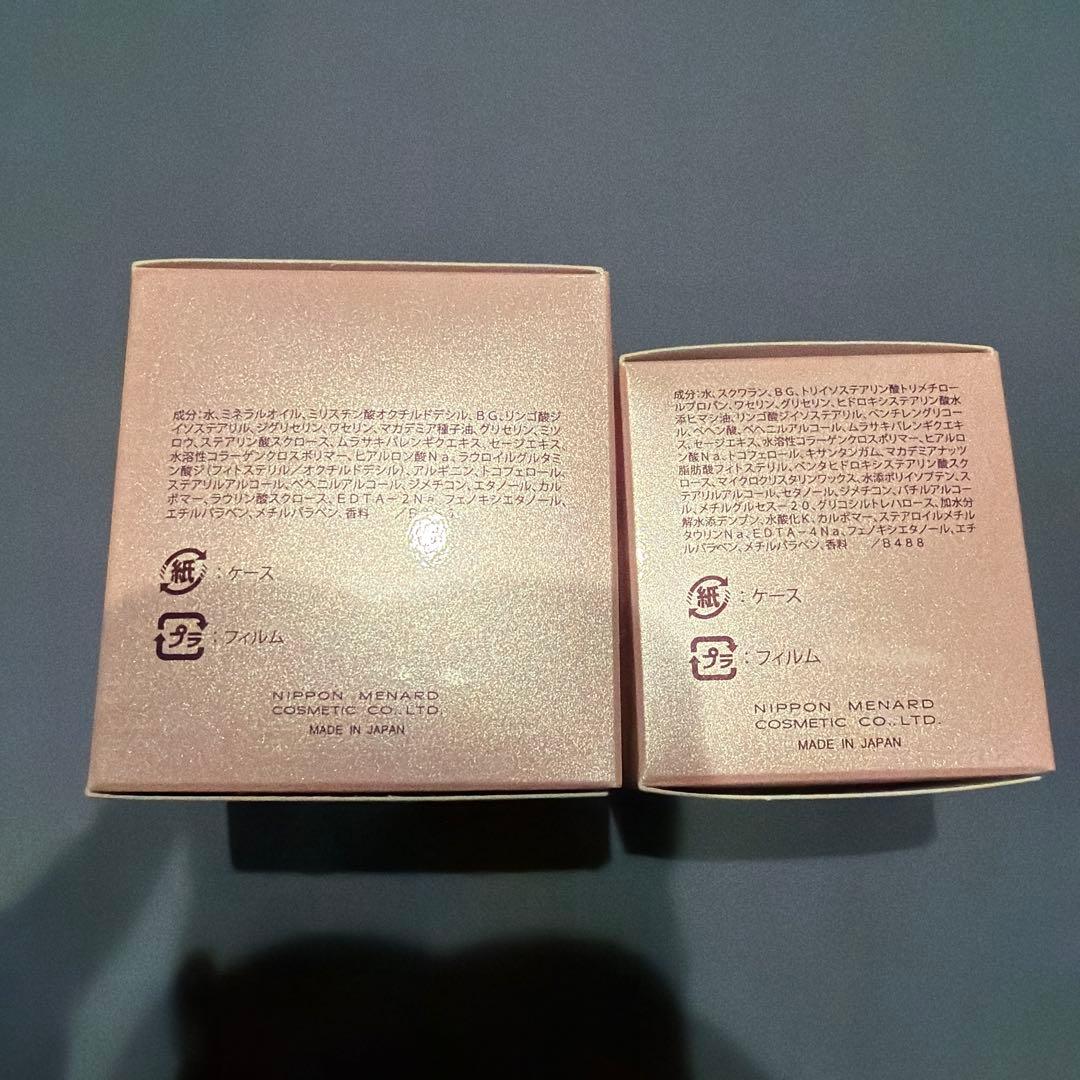 成分:水、ミネラルオイル、ミリスチン酸オクチルドデシル、BG、リンゴ酸ジ
イソステアリル、ジグリセリン、ワセリン、マカデミア種子油、グリセリン、ミツ
ロウ、ステアリン酸スクロース、ムラサキバレンギクエキス、セージエキス、
水溶性コラーゲンクロスポリマー、ヒアルロン酸Na、ラウロイルグルタミ
ン酸ジ(フィトステリル/オクチルドデシル)、アルギニン、トコフェロール、
ステアリルアルコール、ベヘニルアルコール、ジメチコン、エタノール、カル
ボマー、ラウリン酸スクロース、EDTA-2Na、フェノキシエタノール、
エチルパラベン、メチルパラベン、香料
紙:ケース
プラ:フィルム
NIPPON MENARD
COSMETIC CO.,LTD.
MADE IN JAPAN
成分:水、スクワラン、BG、トリイソステアリン酸トリメチロー
ルプロパン、ワセリン、グリセリン、ヒドロキシステアリン酸水
添ヒマシ油、リンゴ酸ジイソステアリル、ペンチレングリコー
ル、ベヘン酸、ベヘニルアルコール、ムラサキバレンギクエキ
ス、セージエキス、水溶性コラーゲンクロスポリマー、ヒアルロ
ン酸Na、トコフェロール、キサンタンガム、マカデミアナッツ
脂肪酸フィトステリル、ペンタヒドロキシステアリン酸スク
ロース、マイクロクリスタリンワックス、水添ポリイソブテン、ス
テアリルアルコール、セタノール、ジメチコン、バチルアルコー
ル、メチルグルセス-20、グリコシルトレハロース、加水分
解水添デンプン、水酸化K、カルボマー、ステアロイルメチル
タウリンNa、EDTA-4Na、フェノキシエタノール、エチ
ルパラベン、メチルパラベン、香料 /B488
紙:ケース
プラ:フィルム
NIPPON MENARD
COSMETIC CO.,LTD.
MADE IN JAPAN